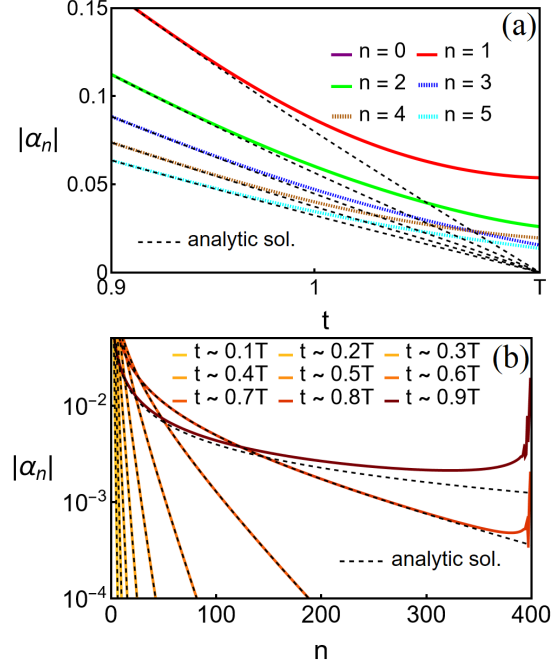 0.15
(a)
n = 0 n = 1
n = 2 n = 3
n = 4 n = 5
0.1
|αₙ|
0.05
analytic sol.
0
0.9 1 T
t
(b)
t ~ 0.1T t ~ 0.2T t ~ 0.3T
t ~ 0.4T t ~ 0.5T t ~ 0.6T
t ~ 0.7T t ~ 0.8T t ~ 0.9T
10⁻²
|αₙ|
10⁻³
analytic sol.
10⁻⁴
0 100 200 300 400
n